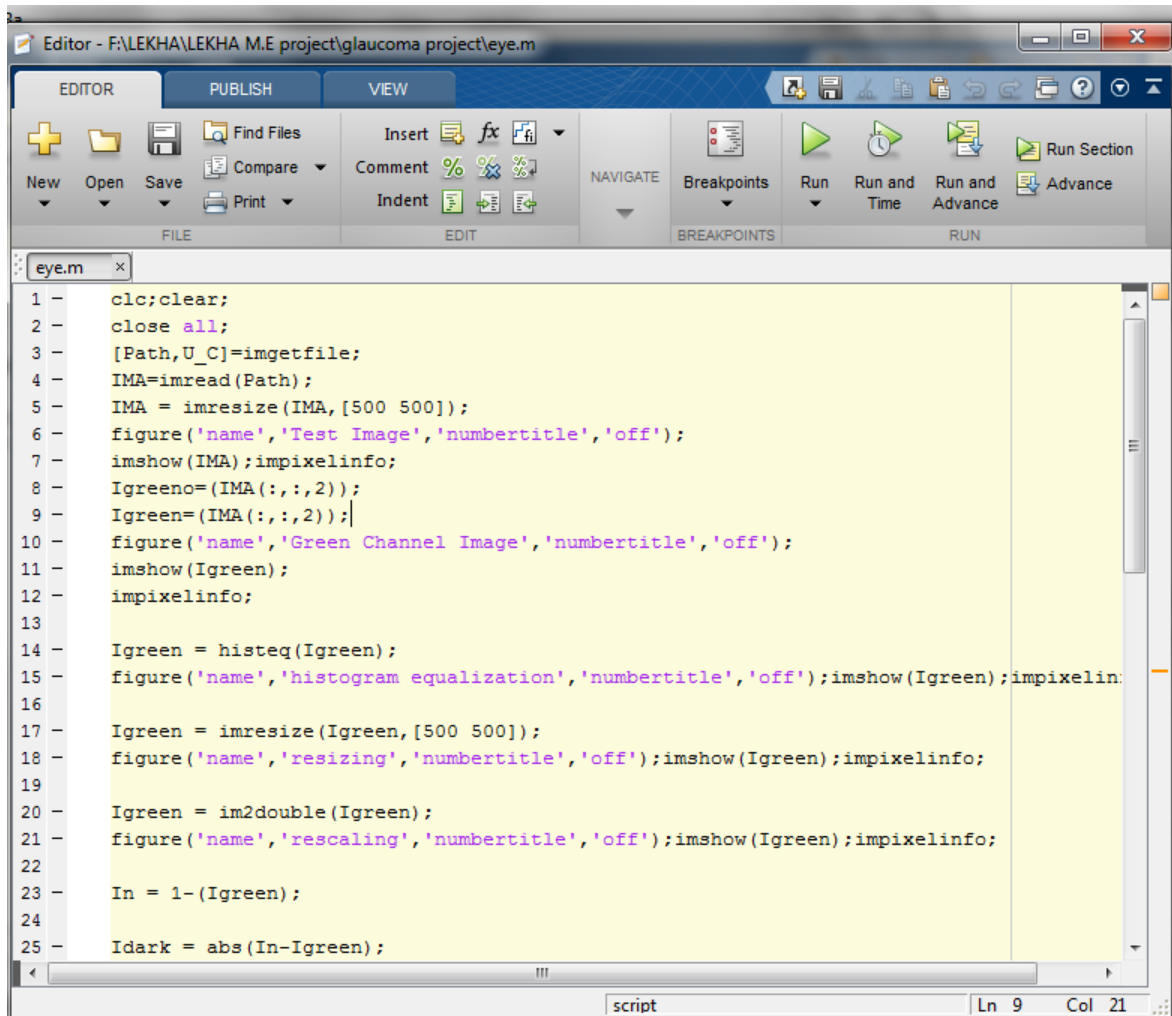 3a
Editor - F:\LEKHA\LEKHA M.E project\glaucoma project\eye.m
EDITOR PUBLISH VIEW
New Open Save
Find Files
Compare
Print
FILE
Insert fx
Comment %
Indent
EDIT
NAVIGATE
Breakpoints
BREAKPOINTS
Run
Run and Time
Run and Advance
Run Section
Advance
RUN
eye.m ×
1 – clc;clear;
2 – close all;
3 – [Path,U_C]=imgetfile;
4 – IMA=imread(Path);
5 – IMA = imresize(IMA,[500 500]);
6 – figure('name','Test Image','numbertitle','off');
7 – imshow(IMA);impixelinfo;
8 – Igreeno=(IMA(:,:,2));
9 – Igreen=(IMA(:,:,2));
10 – figure('name','Green Channel Image','numbertitle','off');
11 – imshow(Igreen);
12 – impixelinfo;
13
14 – Igreen = histeq(Igreen);
15 – figure('name','histogram equalization','numbertitle','off');imshow(Igreen);impixelin
16
17 – Igreen = imresize(Igreen,[500 500]);
18 – figure('name','resizing','numbertitle','off');imshow(Igreen);impixelinfo;
19
20 – Igreen = im2double(Igreen);
21 – figure('name','rescaling','numbertitle','off');imshow(Igreen);impixelinfo;
22
23 – In = 1-(Igreen);
24
25 – Idark = abs(In-Igreen);
script Ln 9 Col 21